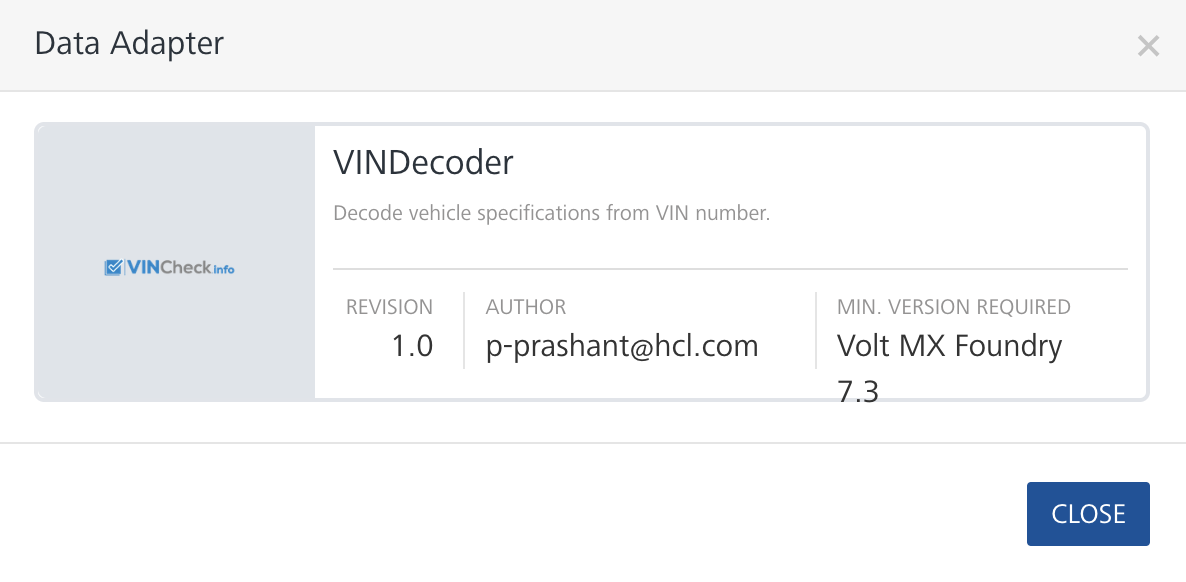 Data Adapter
VINDecoder
Decode vehicle specifications from VIN number.
VINCheck.info
REVISION
1.0
AUTHOR
p-prashant@hcl.com
MIN. VERSION REQUIRED
Volt MX Foundry
7.3
CLOSE